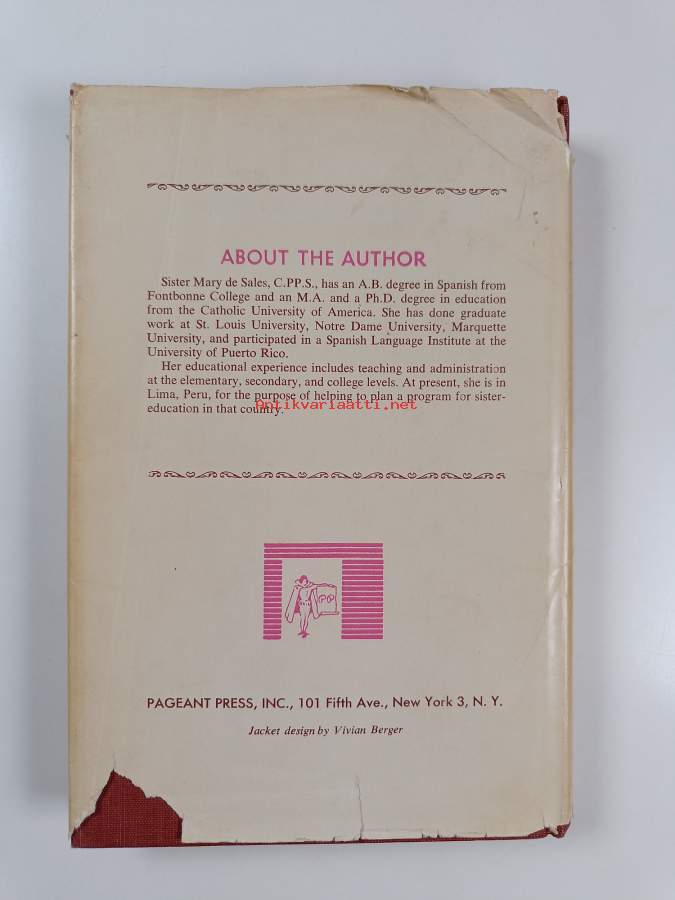 ABOUT THE AUTHOR
Sister Mary de Sales, C.PP.S., has an A.B. degree in Spanish from
Fontbonne College and an M.A. and a Ph.D. degree in education
from the Catholic University of America. She has done graduate
work at St. Louis University, Notre Dame University, Marquette
University, and participated in a Spanish Language Institute at the
University of Puerto Rico.
Her educational experience includes teaching and administration
at the elementary, secondary, and college levels. At present, she is in
Lima, Peru, for the purpose of helping to plan a program for sister-
education in that country.
Antikvariaatti.net
PP
PAGEANT PRESS, INC., 101 Fifth Ave., New York 3, N. Y.
Jacket design by Vivian Berger